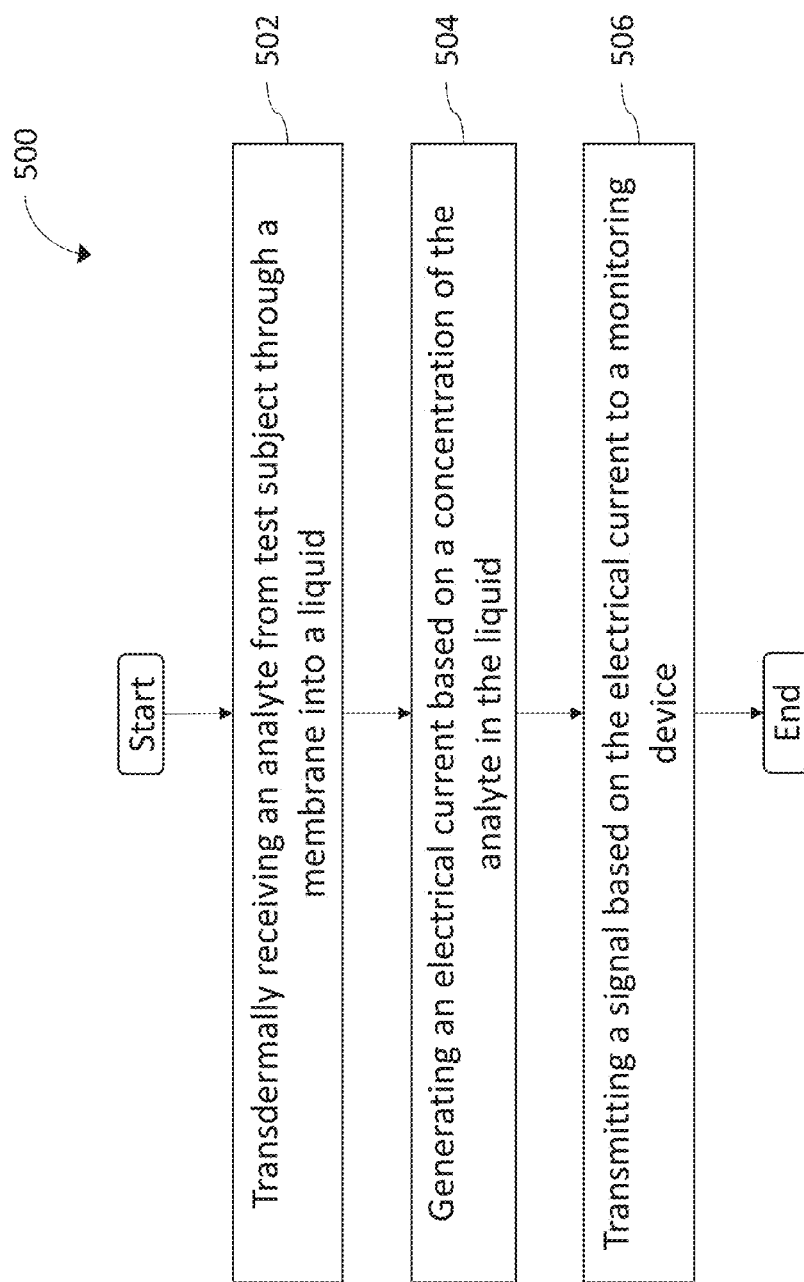 500
Start
Transdermally receiving an analyte from test subject through a
membrane into a liquid
502
Generating an electrical current based on a concentration of the
analyte in the liquid
504
Transmitting a signal based on the electrical current to a monitoring
device
506
End